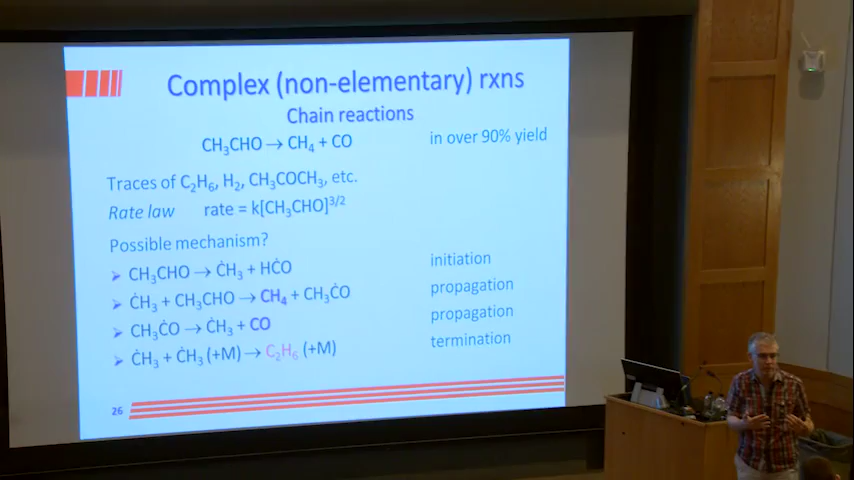 Complex (non-elementary) rxns
Chain reactions
CH₃CHO → CH₄ + CO in over 90% yield
Traces of C₂H₆, H₂, CH₃COCH₃, etc.
Rate law rate = k[CH₃CHO]³ᐟ²
Possible mechanism?
➢ CH₃CHO → ĊH₃ + HĊO initiation
➢ ĊH₃ + CH₃CHO → CH₄ + CH₃ĊO propagation
➢ CH₃ĊO → ĊH₃ + CO propagation
➢ ĊH₃ + ĊH₃ (+M) → C₂H₆ (+M) termination
26